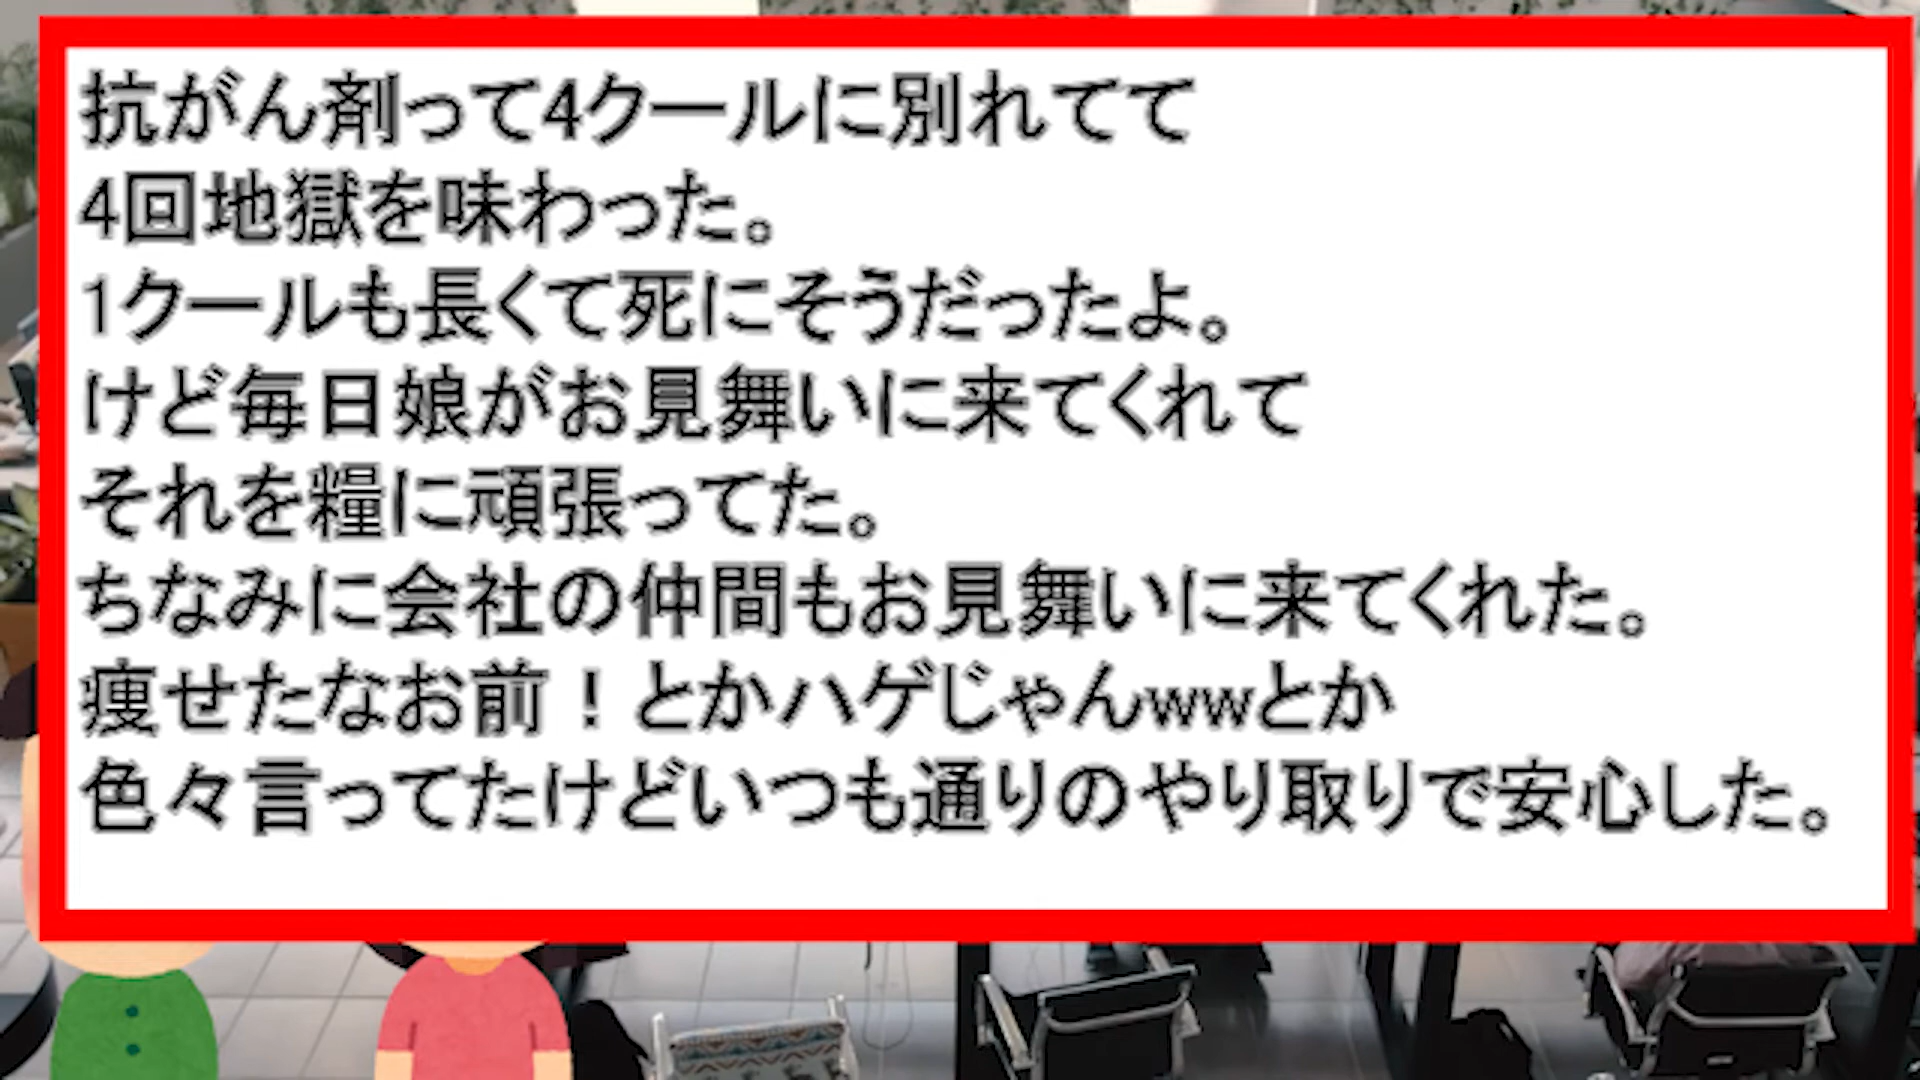 抗がん剤って4クールに別れてて
4回地獄を味わった。
1クールも長くて死にそうだったよ。
けど毎日娘がお見舞いに来てくれて
それを糧に頑張ってた。
ちなみに会社の仲間もお見舞いに来てくれた。
痩せたなお前！とかハゲじゃんwwとか
色々言ってたけどいつも通りのやり取りで安心した。